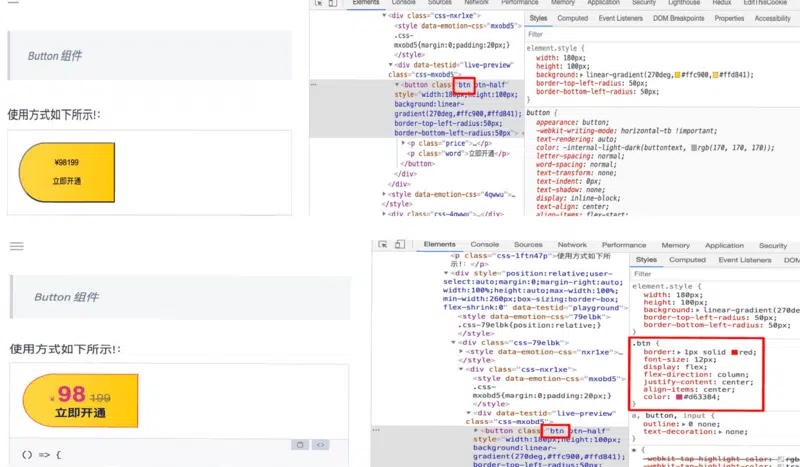 Elements Console Sources Network Performance Memory Application Security Lighthouse Redux EditThisCookie
Button 组件
使用方式如下所示!：
¥98199
立即开通
<div class="css-nxr1xe">
<style data-emotion-css="mxobd5">
.css-
mxobd5{margin:0;padding:20px;}
</style>
<div data-testid="live-preview"
class="css-mxobd5">
<button class="btn btn-half"
style="width:180px;height:100px;
background:linear-
gradient(270deg,#ffc900,#ffd841);
border-top-left-radius:50px;
border-bottom-left-radius:50px">
<p class="price">…</p>
<p class="word">立即开通</p>
</button>
</div>
</div>
<style data-emotion-css="4qwwu">…
</style>
<div class="css-4qwwu">…</div>
Styles Computed Event Listeners DOM Breakpoints Properties Accessibility
Filter
element.style {
width: 180px;
height: 100px;
background: linear-gradient(270deg,#ffc900,#ffd841);
border-top-left-radius: 50px;
border-bottom-left-radius: 50px;
}
button {
appearance: button;
-webkit-writing-mode: horizontal-tb !important;
text-rendering: auto;
color: -internal-light-dark(buttontext, rgb(170, 170, 170));
letter-spacing: normal;
word-spacing: normal;
text-transform: none;
text-indent: 0px;
text-shadow: none;
display: inline-block;
text-align: center;
align-items: flex-start;
Button 组件
使用方式如下所示!：
¥ 98 199
立即开通
<>
() => {
Elements Console Sources Network Performance Memory Application Security
<p class="css-1ftn47p">使用方式如下所
示!：</p>
<div style="position:relative;user-
select:auto;margin:0;margin-right:auto;
width:100%;height:auto;max-width:100%;
min-width:260px;box-sizing:border-box;
flex-shrink:0" data-testid="playground">
<style data-emotion-css="79elbk">
.css-79elbk{position:relative;}
</style>
<div class="css-79elbk">
<style data-emotion-css="nxr1xe">…
</style>
<div class="css-nxr1xe">
<style data-emotion-css="mxobd5">
.css-
mxobd5{margin:0;padding:20px;}
</style>
<div data-testid="live-preview"
class="css-mxobd5">
<button class="btn btn-half"
style="width:180px;height:100px;
background:linear-
gradient(270deg,#ffc900,#ffd841);
border-top-left-radius:50px;
Styles Computed Event Listeners DOM
Filter
element.style {
width: 180px;
height: 100px;
background: linear-gradient
border-top-left-radius: 50px;
border-bottom-left-radius: 50px;
}
.btn {
border: 1px solid red;
font-size: 12px;
display: flex;
flex-direction: column;
justify-content: center;
align-items: center;
color: #d63384;
}
a, button, input {
outline: 0 none;
text-decoration: none;
}
* {
-webkit-tap-highlight-color: rgb